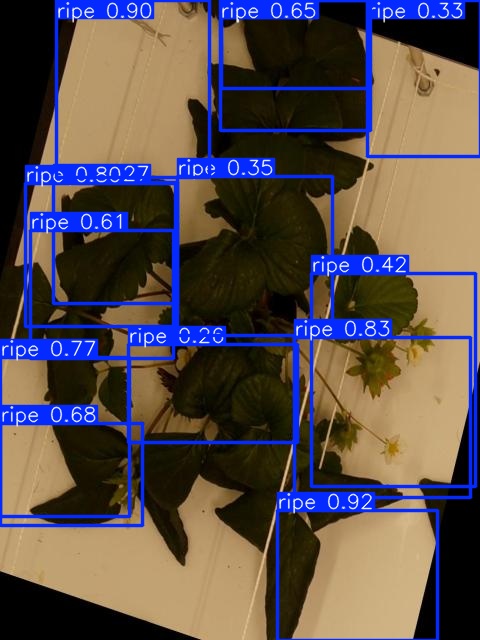 ripe 0.90
ripe 0.65
ripe 0.33
ripe 0.35
ripe 0.8027
ripe 0.61
ripe 0.42
ripe 0.83
0.26
ripe 0.77
ripe 0.68
ripe 0.92